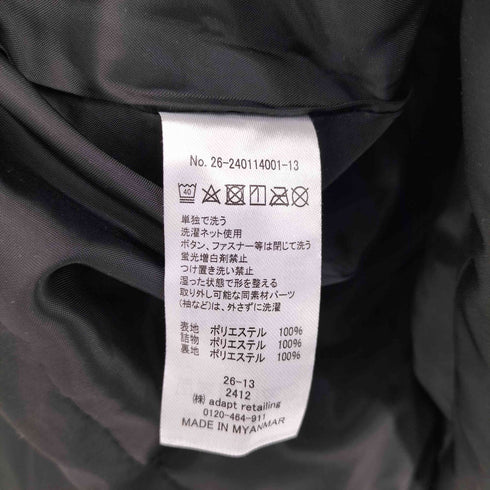 No. 26-240114001-13
40
単独で洗う
洗濯ネット使用
ボタン、ファスナー等は閉じて洗う
蛍光増白剤禁止
つけ置き洗い禁止
湿った状態で形を整える
取り外し可能な同素材パーツ
(袖など)は、外さずに洗濯
表地 ポリエステル 100%
詰物 ポリエステル 100%
裏地 ポリエステル 100%
26-13
2412
(株) adapt retailing
0120-464-911
MADE IN MYANMAR